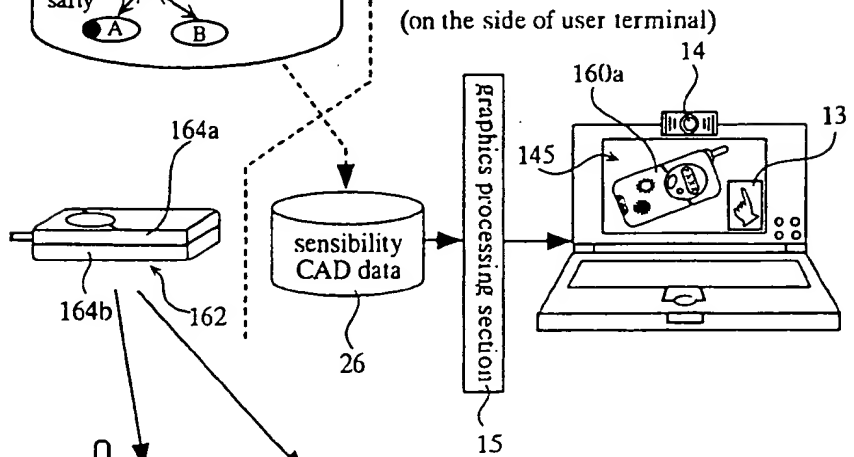 A
B
(on the side of user terminal)
14
160a
13
164a
145
sensibility
CAD data
graphics processing section
164b
162
26
15